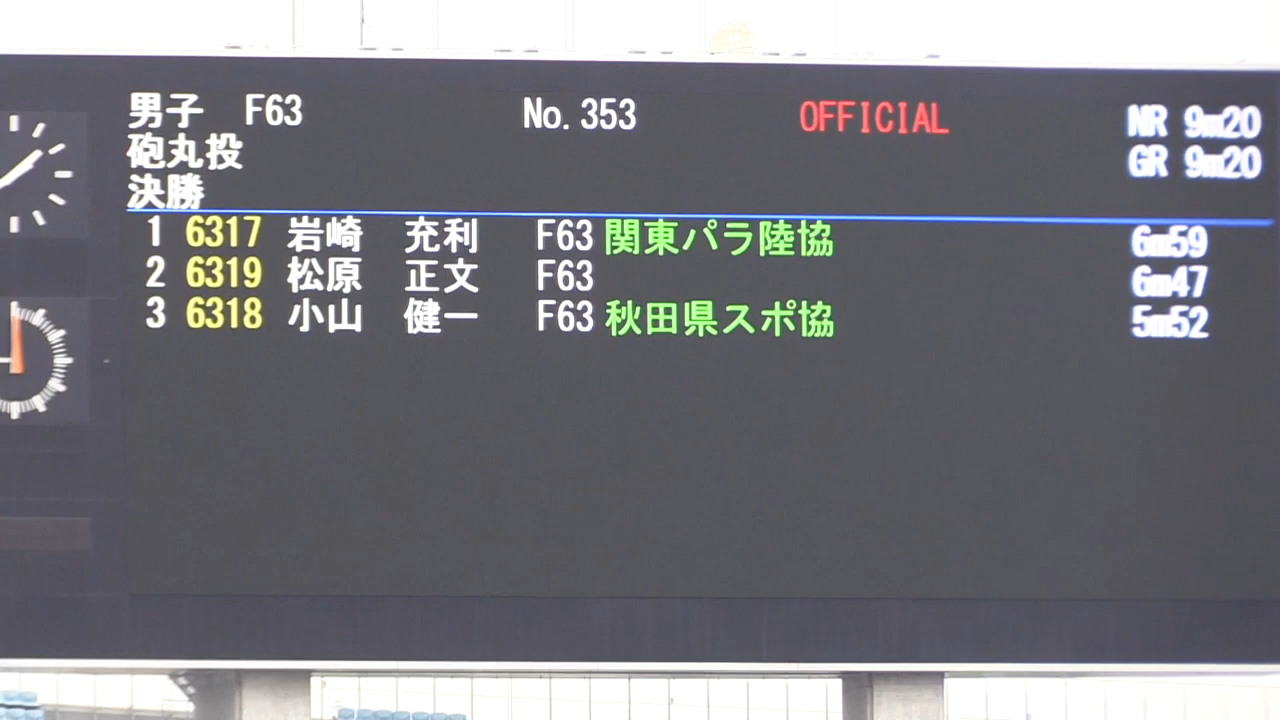 男子 F63 No. 353 OFFICIAL NR 9m20
砲丸投 GR 9m20
決勝
1 6317 岩崎 充利 F63 関東パラ陸協 6m59
2 6319 松原 正文 F63 6m47
3 6318 小山 健一 F63 秋田県スポ協 5m52